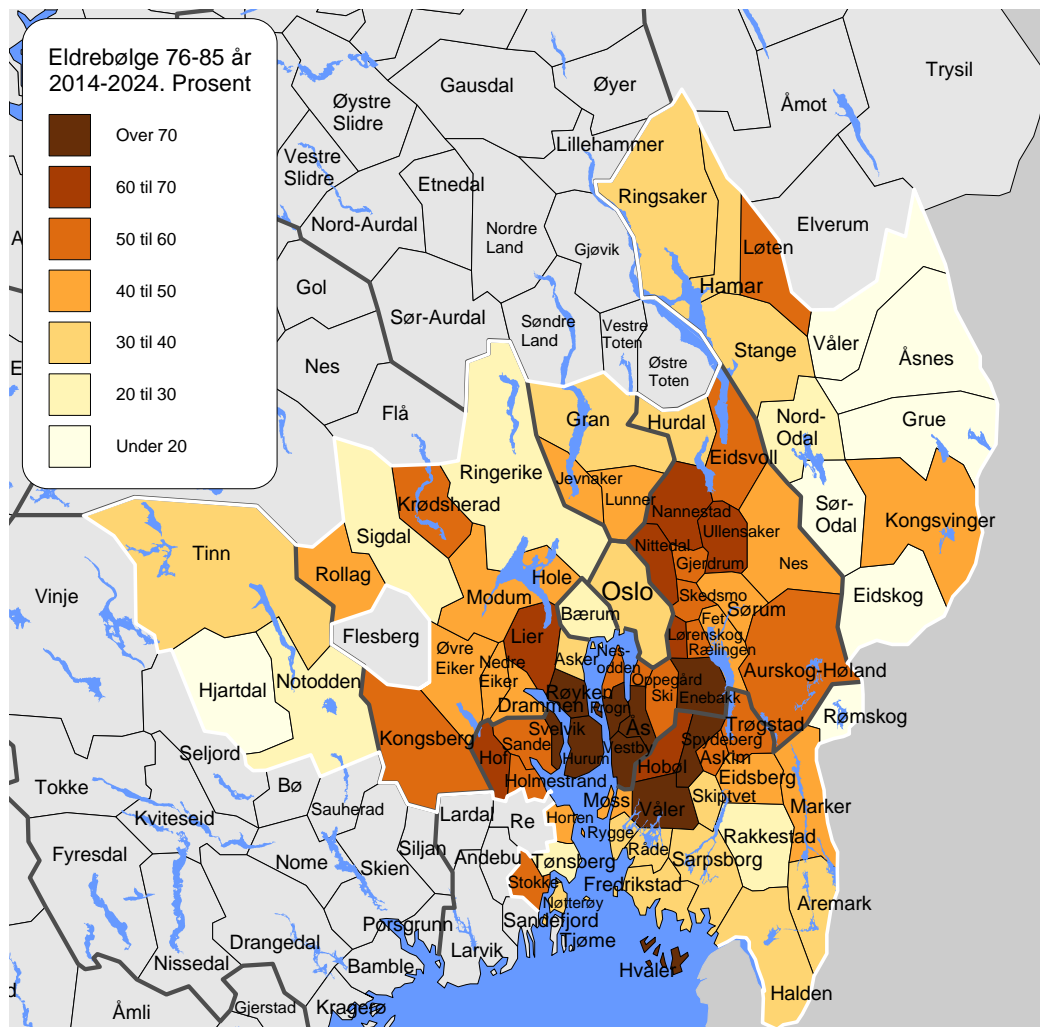 Eldrebølge 76-85 år
2014-2024. Prosent
Over 70
60 til 70
50 til 60
40 til 50
30 til 40
20 til 30
Under 20
Trysil
Gausdal
Øyer
Åmot
Øystre
Slidre
Lillehammer
Vestre
Slidre
Etnedal
Ringsaker
Nord-Aurdal
Nordre
Land
Gjøvik
Elverum
Løten
Gol
Hamar
Sør-Aurdal
Søndre
Land
Vestre
Toten
Nes
Østre
Toten
Stange
Våler
Åsnes
Flå
Gran
Hurdal
Nord-
Odal
Grue
Eidsvoll
Ringerike
Jevnaker
Lunner
Krødsherad
Nannestad
Sør-
Odal
Kongsvinger
Ullensaker
Sigdal
Nittedal
Tinn
Gjerdrum
Nes
Rollag
Hole
Modum
Oslo
Skedsmo
Sørum
Eidskog
Vinje
Bærum
Fet
Flesberg
Lier
Lørenskog
Rælingen
Øvre
Eiker
Nedre
Eiker
Asker
Nes-
odden
Aurskog-Høland
Hjartdal
Notodden
Oppegård
Ski
Enebakk
Røyken
Drammen
Frogn
Rømskog
Kongsberg
Svelvik
Ås
Trøgstad
Seljord
Hof
Sande
Hurum
Vestby
Spydeberg
Askim
Hobøl
Tokke
Bø
Holmestrand
Eidsberg
Kviteseid
Sauherad
Moss
Skiptvet
Marker
Lardal
Re
Horten
Våler
Fyresdal
Siljan
Rygge
Rakkestad
Nome
Skien
Andebu
Tønsberg
Råde
Sarpsborg
Stokke
Fredrikstad
Nøtterøy
Aremark
Porsgrunn
Sandefjord
Drangedal
Tjøme
Nissedal
Larvik
Bamble
Hvaler
Halden
Åmli
Gjerstad
Kragerø
A
E
d